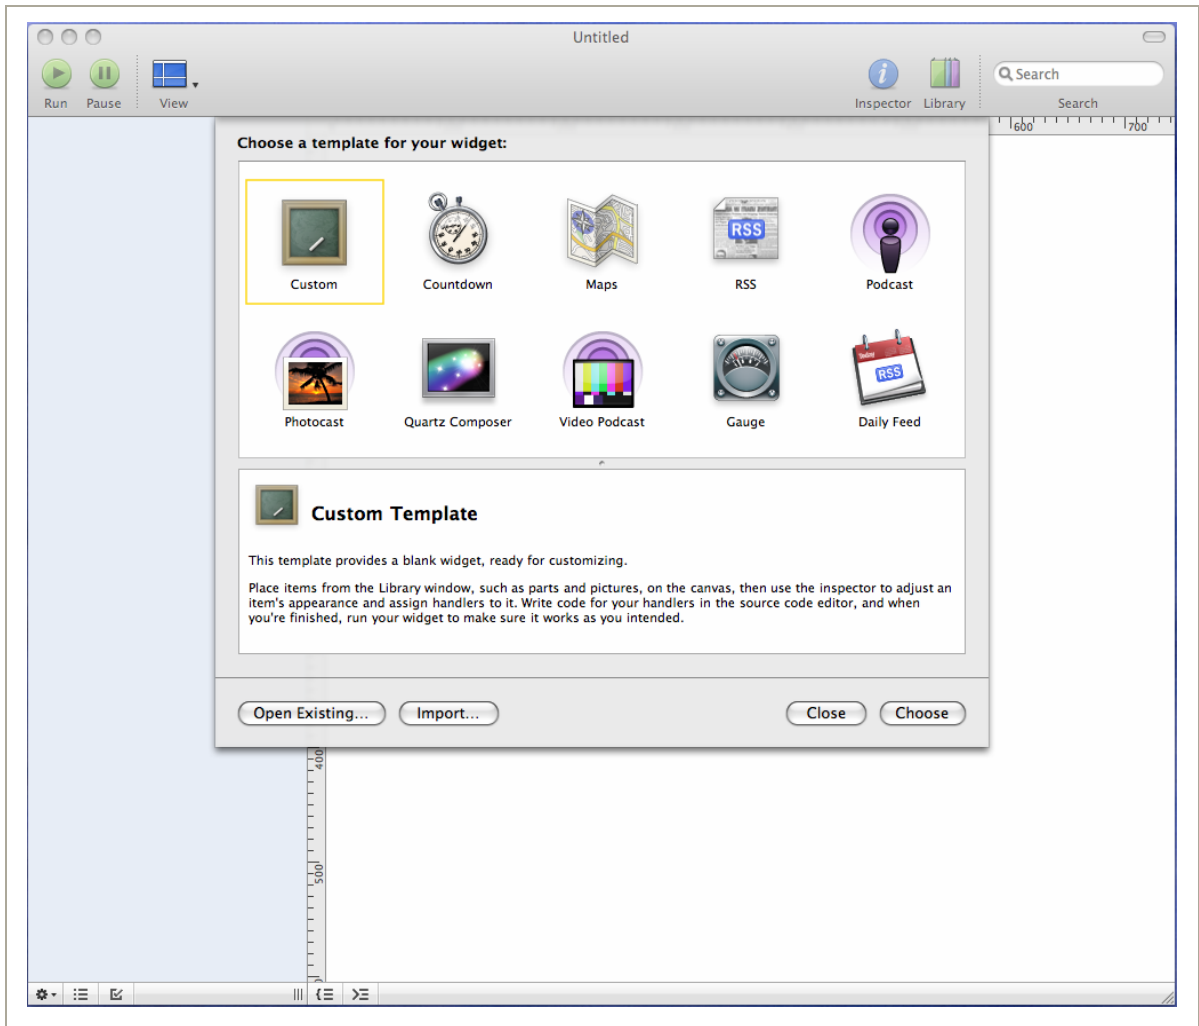 Untitled
Run Pause View Inspector Library Search
Search
600 700
Choose a template for your widget:
RSS
Custom Countdown Maps RSS Podcast
Today
RSS
Photocast Quartz Composer Video Podcast Gauge Daily Feed
Custom Template
This template provides a blank widget, ready for customizing.
Place items from the Library window, such as parts and pictures, on the canvas, then use the inspector to adjust an
item's appearance and assign handlers to it. Write code for your handlers in the source code editor, and when
you're finished, run your widget to make sure it works as you intended.
Open Existing... Import... Close Choose
400
500